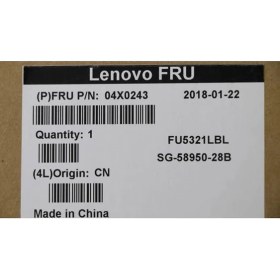 Lenovo FRU
(P)FRU P/N: 04X0243 2018-01-22
Quantity: 1 FU5321LBL
SG-58950-28B
(4L)Origin: CN
Made in China